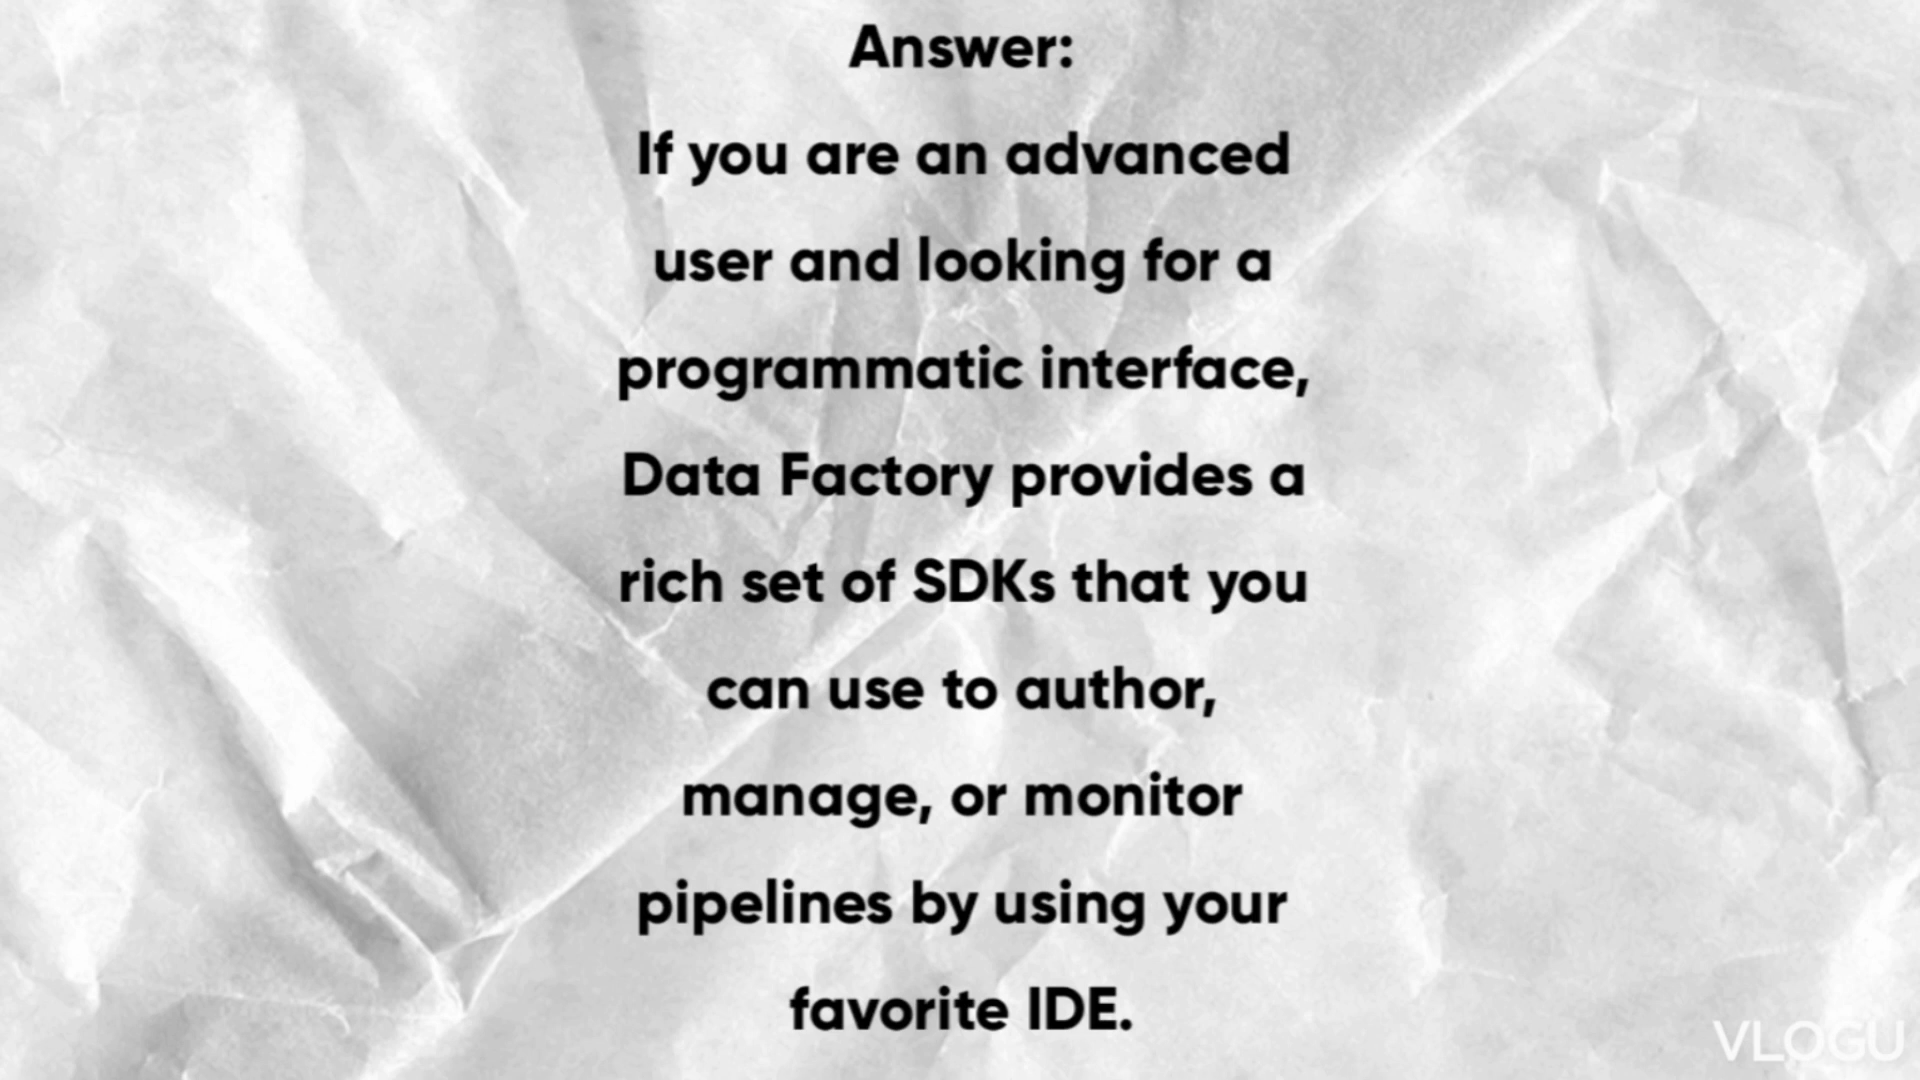 Answer:
If you are an advanced
user and looking for a
programmatic interface,
Data Factory provides a
rich set of SDKs that you
can use to author,
manage, or monitor
pipelines by using your
favorite IDE.
VLOGU